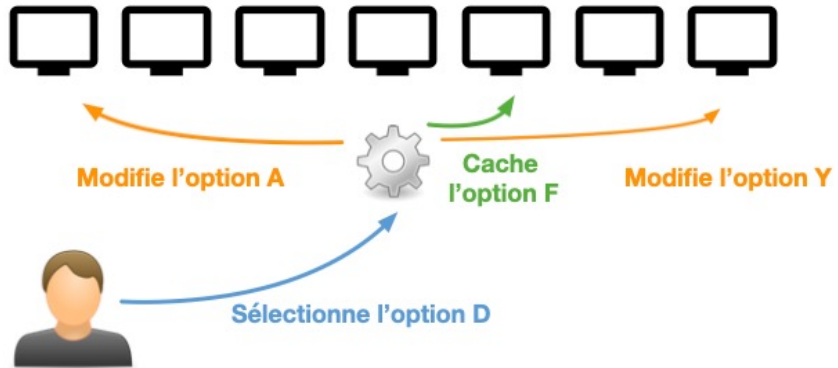 Modifie l'option A
Cache
l'option F
Modifie l'option Y
Sélectionne l'option D